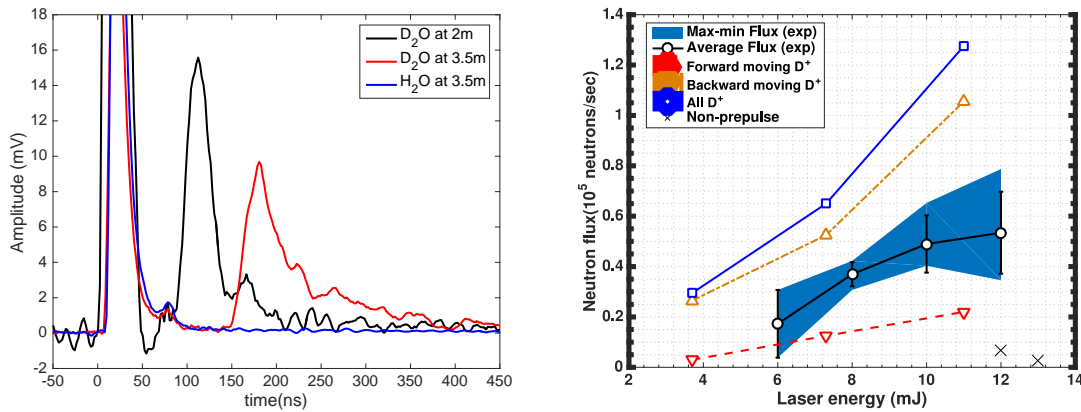 18
16
14
12
10
8
6
4
2
0
-2
-50
0
50
100
150
200
250
300
350
400
450
Amplitude (mV)
time(ns)
D₂O at 2m
D₂O at 3.5m
H₂O at 3.5m
1.4
1.2
1
0.8
0.6
0.4
0.2
0
2
4
6
8
10
12
14
Neutron flux(10⁵ neutrons/sec)
Laser energy (mJ)
Max-min Flux (exp)
Average Flux (exp)
Forward moving D⁺
Backward moving D⁺
All D⁺
Non-prepulse